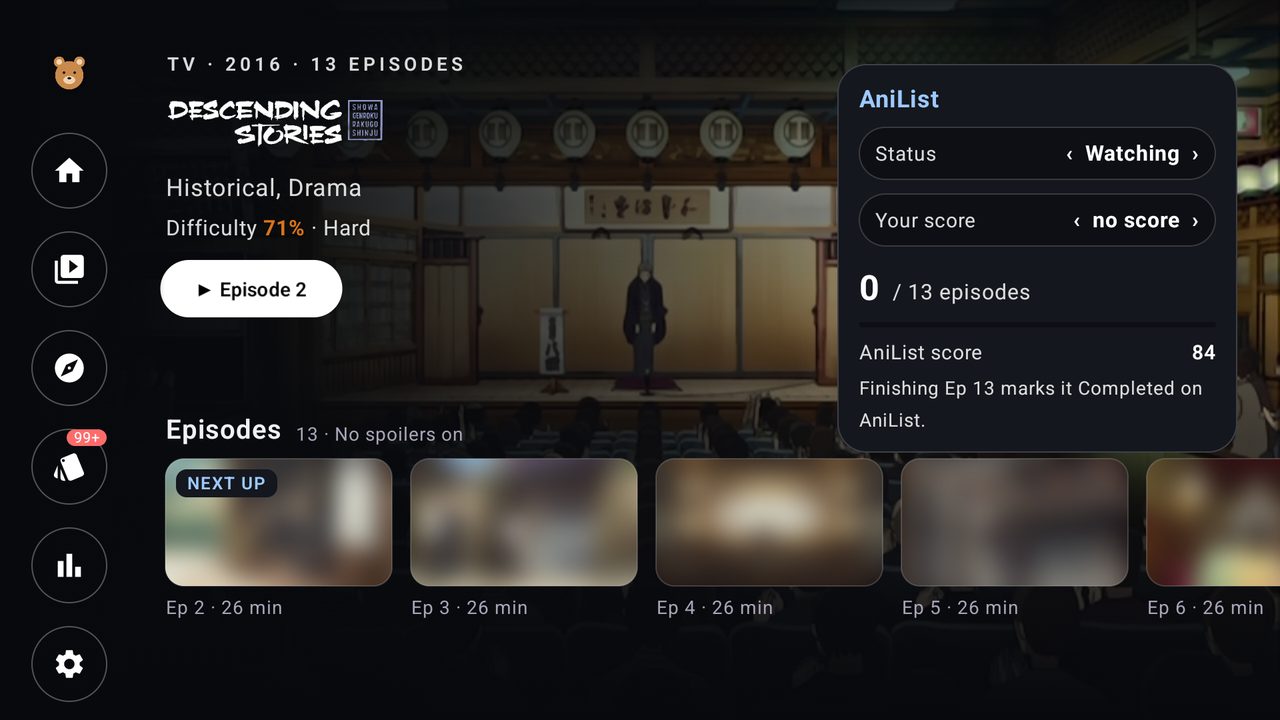 TV · 2016 · 13 EPISODES
DESCENDING
STORIES
SHOWA
GENROKU
RAKUGO
SHINJU
Historical, Drama
Difficulty 71% · Hard
► Episode 2
AniList
Status ‹ Watching ›
Your score ‹ no score ›
0 / 13 episodes
AniList score 84
Finishing Ep 13 marks it Completed on
AniList.
99+
Episodes 13 · No spoilers on
NEXT UP
Ep 2 · 26 min
Ep 3 · 26 min
Ep 4 · 26 min
Ep 5 · 26 min
Ep 6 · 26 min